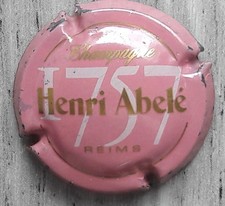 Champagne
1757
Henri Abelé
REIMS